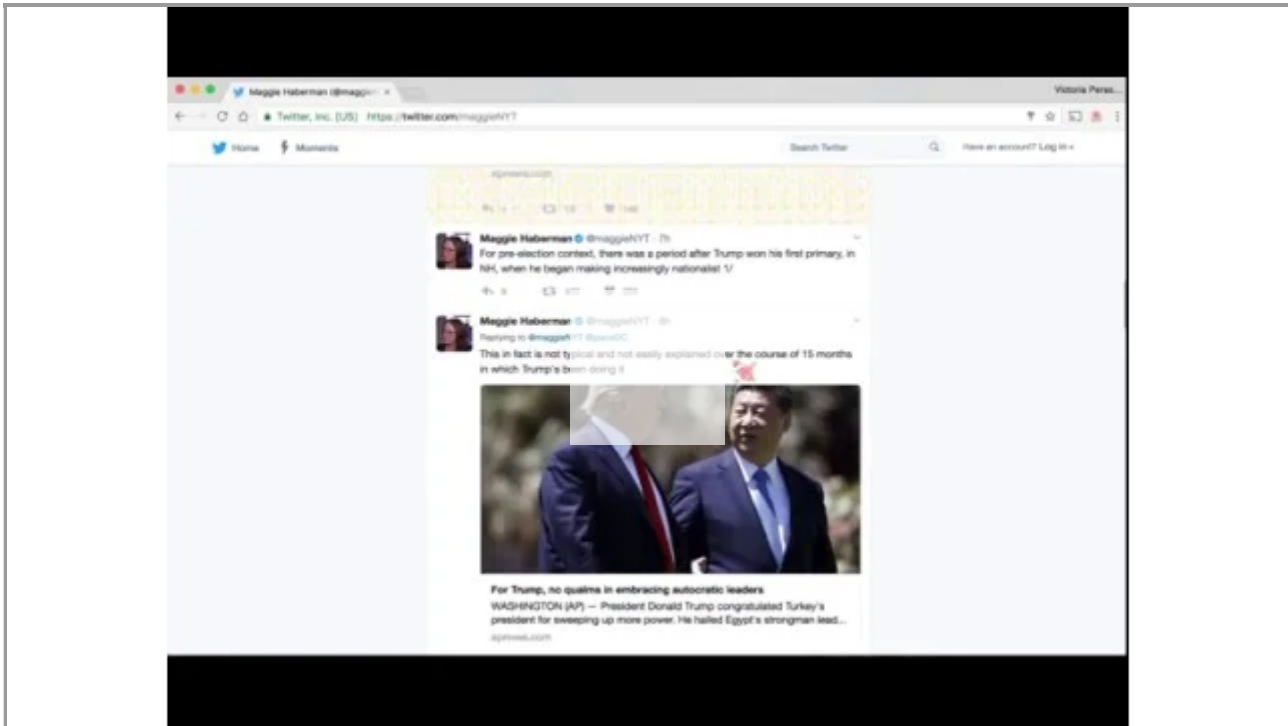 Maggie Haberman (@maggie
Victoria Peres...
Twitter, Inc. [US] https://twitter.com/maggieNYT
Home Moments Search Twitter Have an account? Log in
apnews.com
Maggie Haberman @maggieNYT · 7h
For pre-election context, there was a period after Trump won his first primary, in
NH, when he began making increasingly nationalist 1/
Maggie Haberman @maggieNYT
Replying to @maggieNYT
This in fact is not typical and not easily explained over the course of 15 months
in which Trump's been doing it
For Trump, no qualms in embracing autocratic leaders
WASHINGTON (AP) — President Donald Trump congratulated Turkey's
president for sweeping up more power. He hailed Egypt's strongman lead...
apnews.com